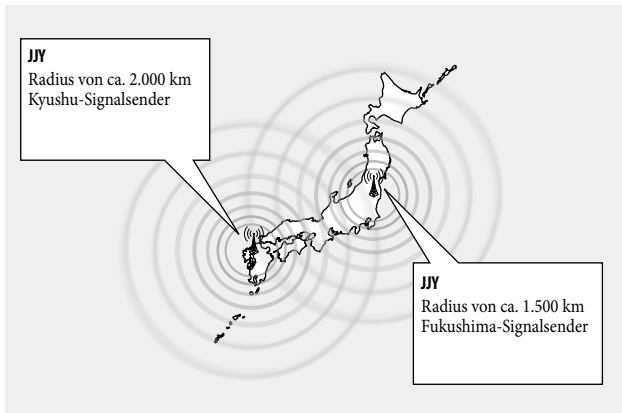 JJY
Radius von ca. 2.000 km
Kyushu-Signalsender
JJY
Radius von ca. 1.500 km
Fukushima-Signalsender